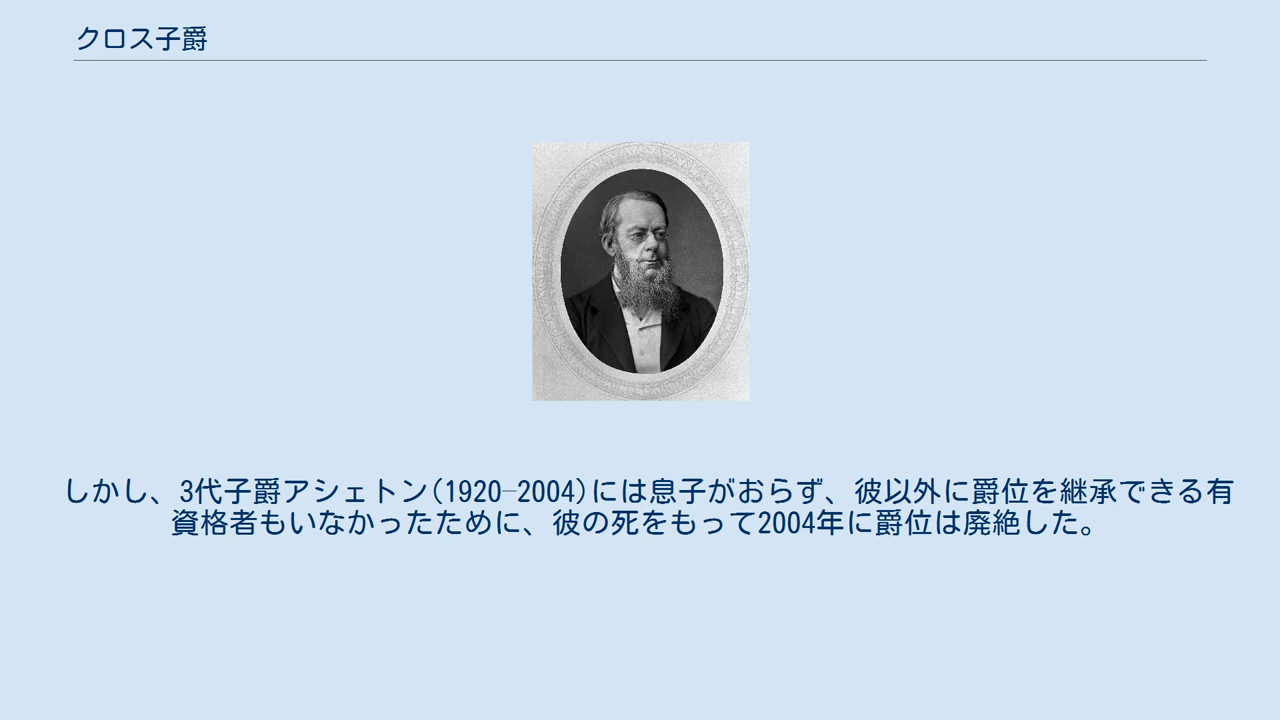 クロス子爵
しかし、3代子爵アシェトン(1920–2004)には息子がおらず、彼以外に爵位を継承できる有
資格者もいなかったために、彼の死をもって2004年に爵位は廃絶した。